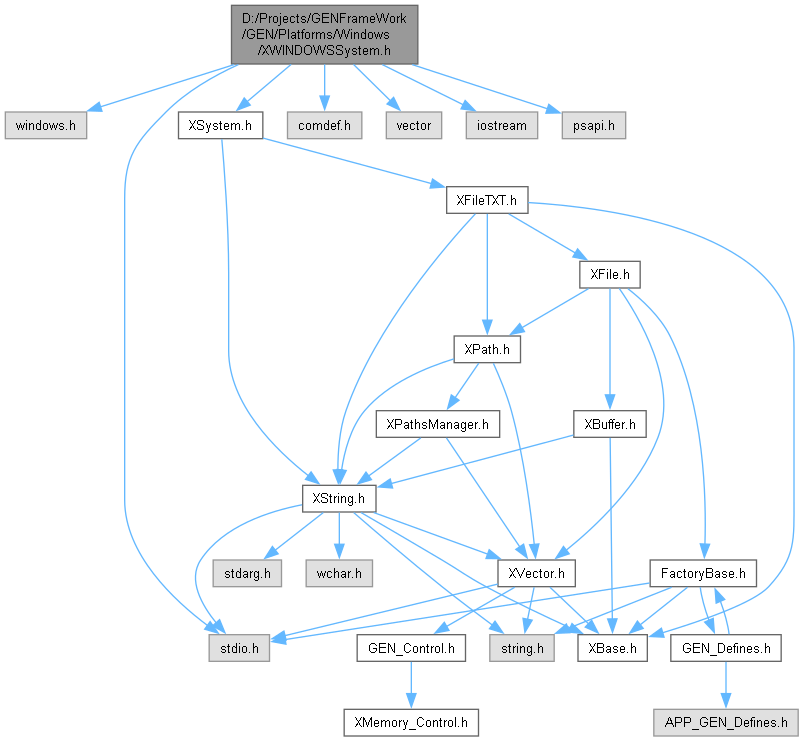 D:/Projects/GENFrameWork
/GEN/Platforms/Windows
/XWINDOWSSystem.h
windows.h
XSystem.h
comdef.h
vector
iostream
psapi.h
XFileTXT.h
XFile.h
XPath.h
XPathsManager.h
XBuffer.h
XString.h
stdarg.h
wchar.h
XVector.h
FactoryBase.h
stdio.h
GEN_Control.h
string.h
XBase.h
GEN_Defines.h
XMemory_Control.h
APP_GEN_Defines.h